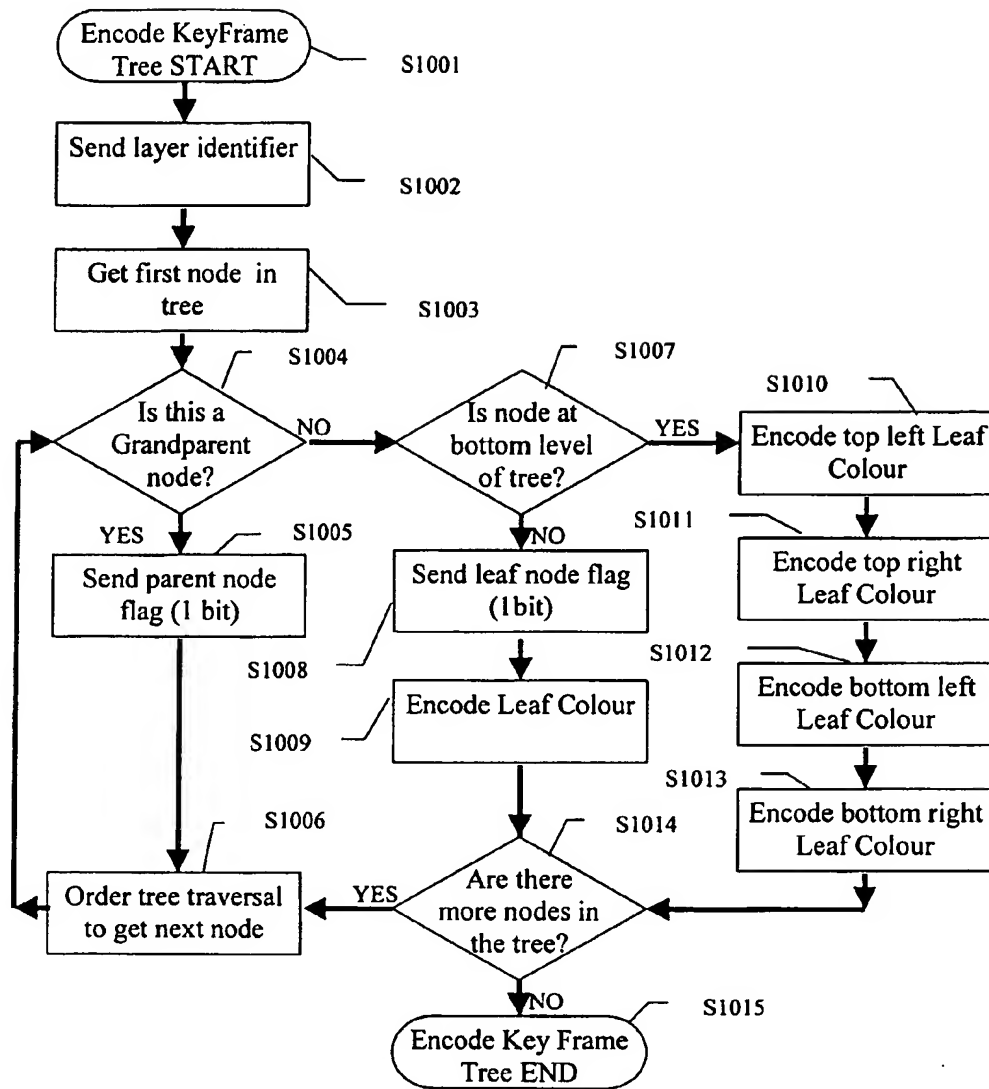 Encode KeyFrame
Tree START
S1001
Send layer identifier
S1002
Get first node in
tree
S1003
S1004
Is this a
Grandparent
node?
NO
YES
S1005
Send parent node
flag (1 bit)
S1006
Order tree traversal
to get next node
S1007
Is node at
bottom level
of tree?
YES
NO
Send leaf node flag
(1bit)
S1008
Encode Leaf Colour
S1009
S1010
Encode top left Leaf
Colour
S1011
Encode top right
Leaf Colour
S1012
Encode bottom left
Leaf Colour
S1013
Encode bottom right
Leaf Colour
S1014
Are there
more nodes in
the tree?
YES
NO
S1015
Encode Key Frame
Tree END